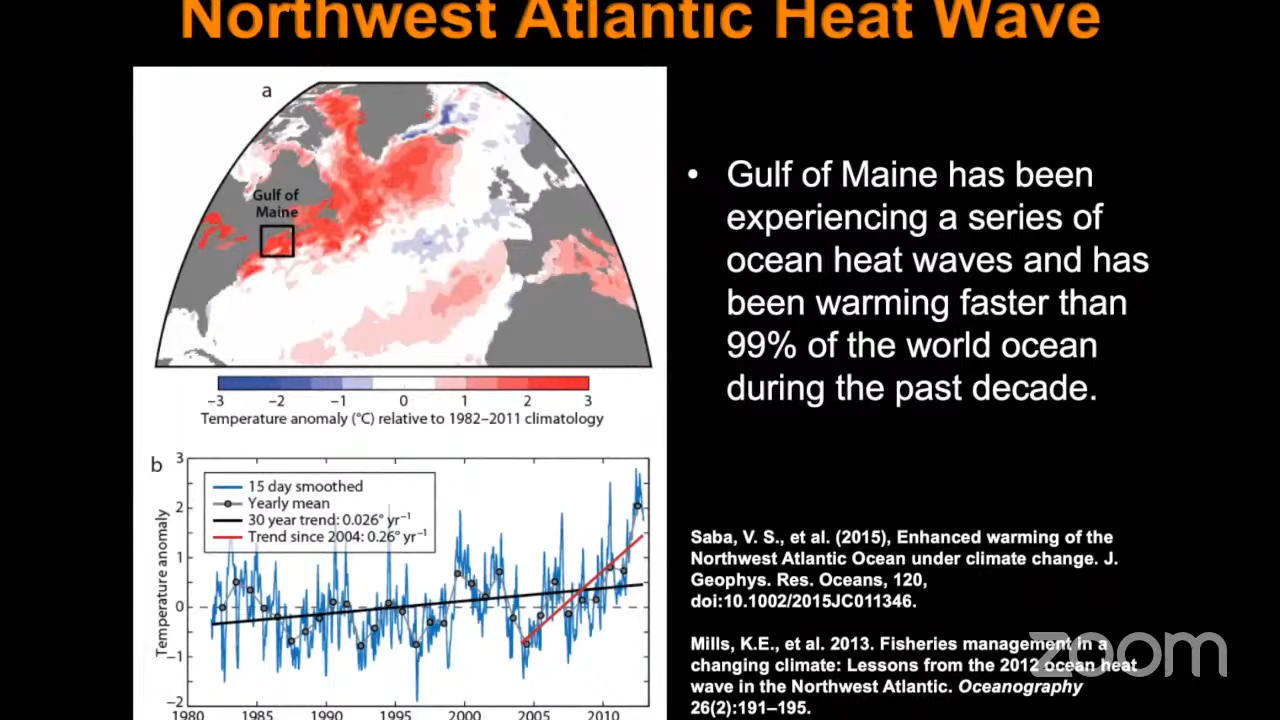 Northwest Atlantic Heat Wave
a
Gulf of
Maine
−3 −2 −1 0 1 2 3
Temperature anomaly (°C) relative to 1982–2011 climatology
• Gulf of Maine has been
experiencing a series of
ocean heat waves and has
been warming faster than
99% of the world ocean
during the past decade.
b
Temperature anomaly
3
2
1
0
−1
−2
15 day smoothed
Yearly mean
30 year trend: 0.026° yr⁻¹
Trend since 2004: 0.26° yr⁻¹
1980 1985 1990 1995 2000 2005 2010
Saba, V. S., et al. (2015), Enhanced warming of the
Northwest Atlantic Ocean under climate change. J.
Geophys. Res. Oceans, 120,
doi:10.1002/2015JC011346.
Mills, K.E., et al. 2013. Fisheries management in a
changing climate: Lessons from the 2012 ocean heat
wave in the Northwest Atlantic. Oceanography
26(2):191–195.
zoom